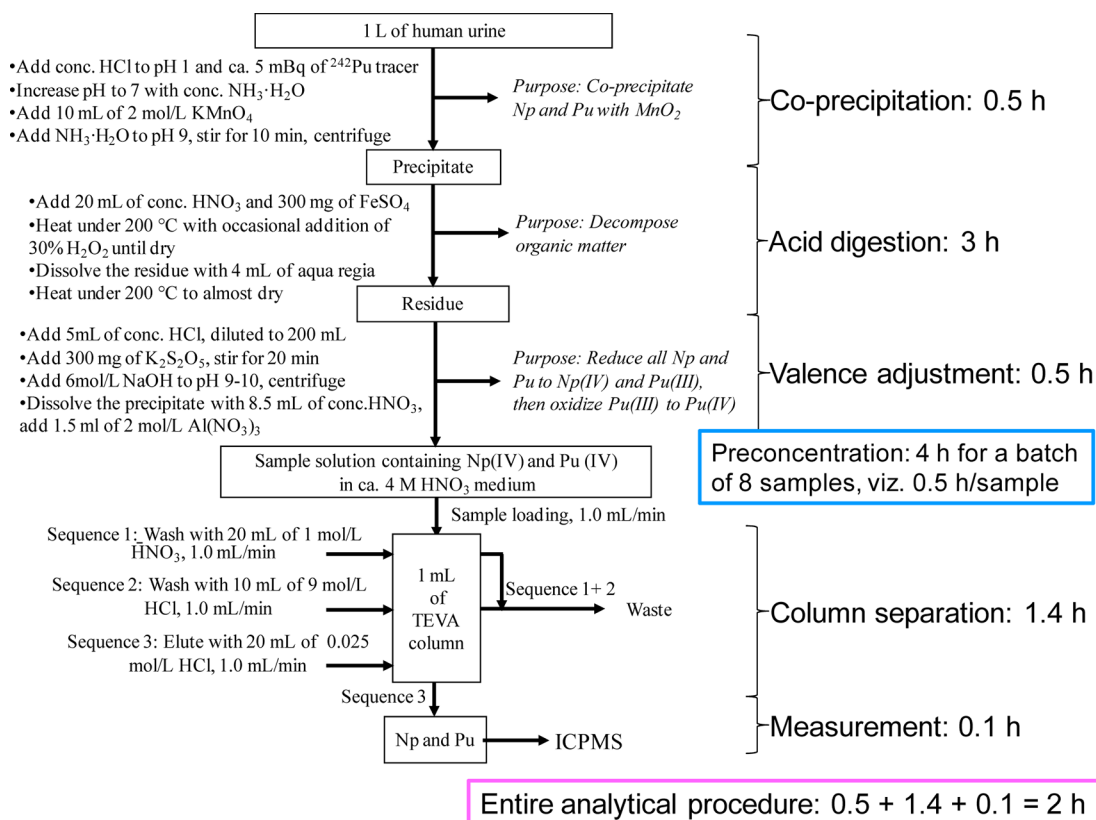 1 L of human urine
•Add conc. HCl to pH 1 and ca. 5 mBq of ²⁴²Pu tracer
•Increase pH to 7 with conc. NH₃·H₂O
•Add 10 mL of 2 mol/L KMnO₄
•Add NH₃·H₂O to pH 9, stir for 10 min, centrifuge
Purpose: Co-precipitate
Np and Pu with MnO₂
Co-precipitation: 0.5 h
Precipitate
•Add 20 mL of conc. HNO₃ and 300 mg of FeSO₄
•Heat under 200 °C with occasional addition of
30% H₂O₂ until dry
•Dissolve the residue with 4 mL of aqua regia
•Heat under 200 °C to almost dry
Purpose: Decompose
organic matter
Acid digestion: 3 h
Residue
•Add 5mL of conc. HCl, diluted to 200 mL
•Add 300 mg of K₂S₂O₅, stir for 20 min
•Add 6mol/L NaOH to pH 9-10, centrifuge
•Dissolve the precipitate with 8.5 mL of conc.HNO₃,
add 1.5 ml of 2 mol/L Al(NO₃)₃
Purpose: Reduce all Np and
Pu to Np(IV) and Pu(III),
then oxidize Pu(III) to Pu(IV)
Valence adjustment: 0.5 h
Preconcentration: 4 h for a batch
of 8 samples, viz. 0.5 h/sample
Sample solution containing Np(IV) and Pu (IV)
in ca. 4 M HNO₃ medium
Sample loading, 1.0 mL/min
Sequence 1: Wash with 20 mL of 1 mol/L
HNO₃, 1.0 mL/min
Sequence 2: Wash with 10 mL of 9 mol/L
HCl, 1.0 mL/min
Sequence 3: Elute with 20 mL of 0.025
mol/L HCl, 1.0 mL/min
1 mL
of
TEVA
column
Sequence 1+ 2
Waste
Column separation: 1.4 h
Sequence 3
Np and Pu
ICPMS
Measurement: 0.1 h
Entire analytical procedure: 0.5 + 1.4 + 0.1 = 2 h